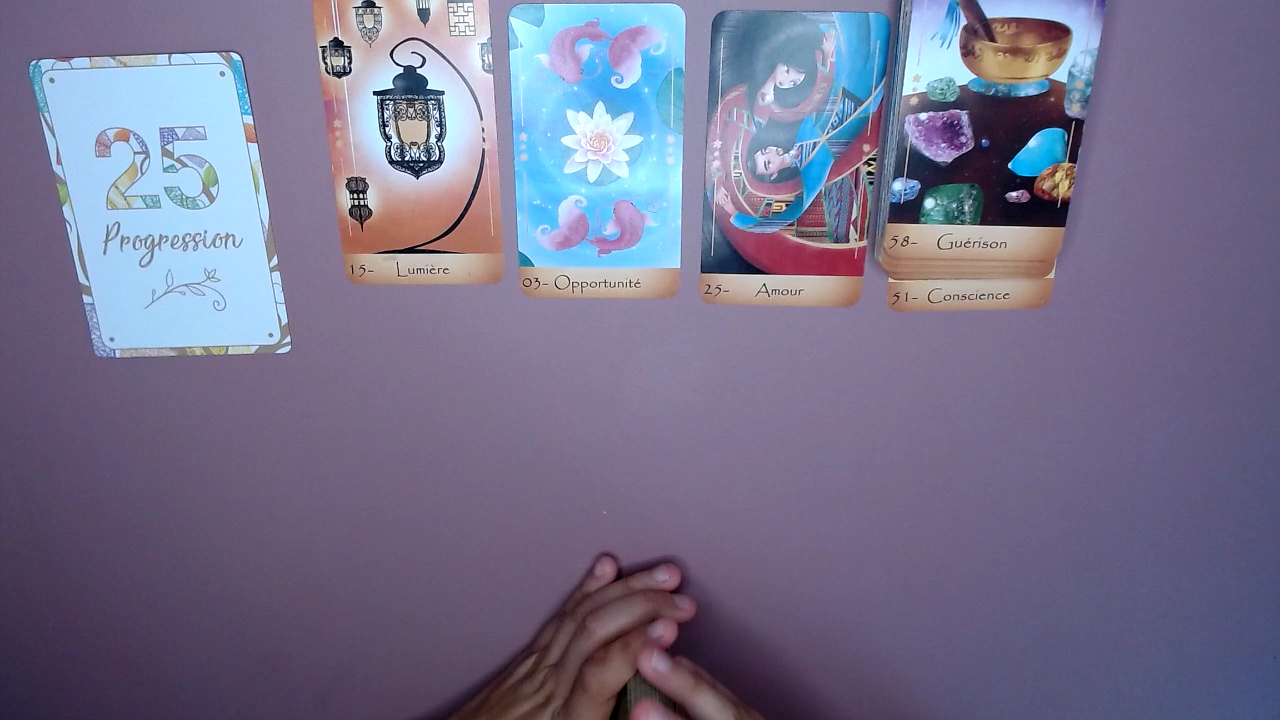 25
Progression
15- Lumière
03- Opportunité
25- Amour
58- Guérison
51- Conscience